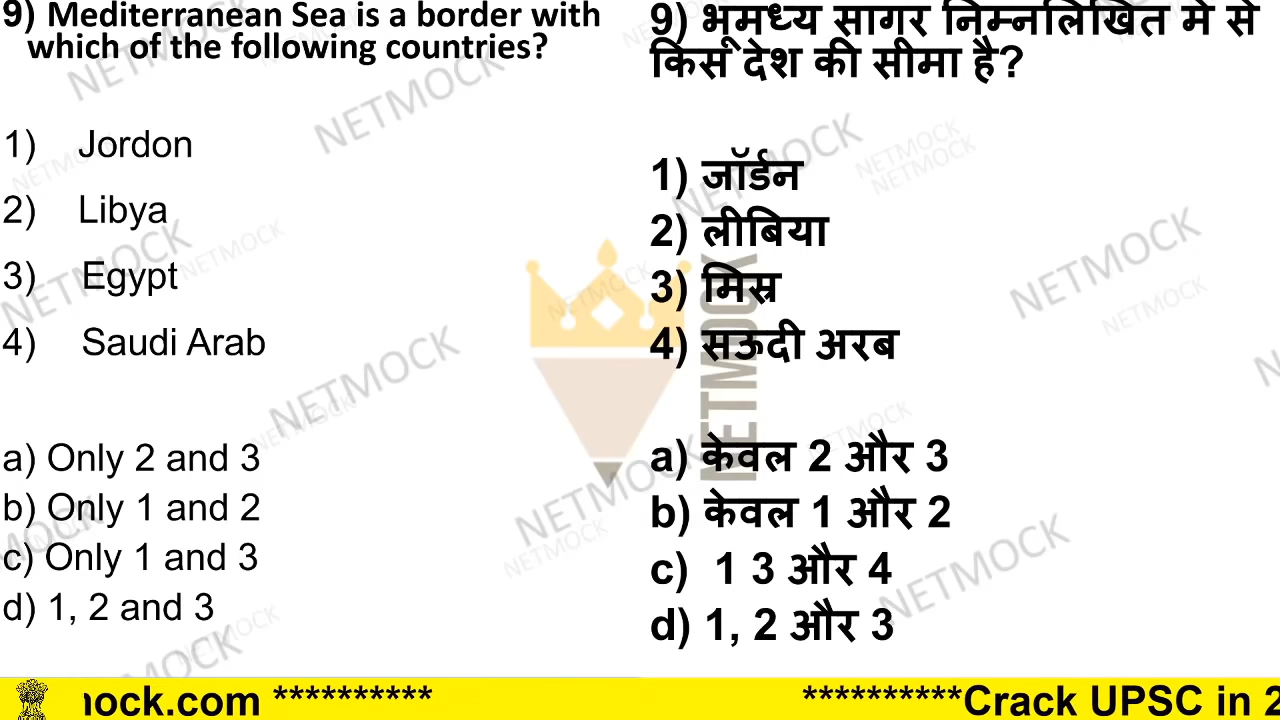 9) Mediterranean Sea is a border with
which of the following countries?
1) Jordon
2) Libya
3) Egypt
4) Saudi Arab
a) Only 2 and 3
b) Only 1 and 2
c) Only 1 and 3
d) 1, 2 and 3
9) भूमध्य सागर निम्नलिखित में से
किस देश की सीमा है?
1) जॉर्डन
2) लीबिया
3) मिस्र
4) सऊदी अरब
a) केवल 2 और 3
b) केवल 1 और 2
c) 1 3 और 4
d) 1, 2 और 3
NETMOCK
ock.com ********** **********Crack UPSC in 2